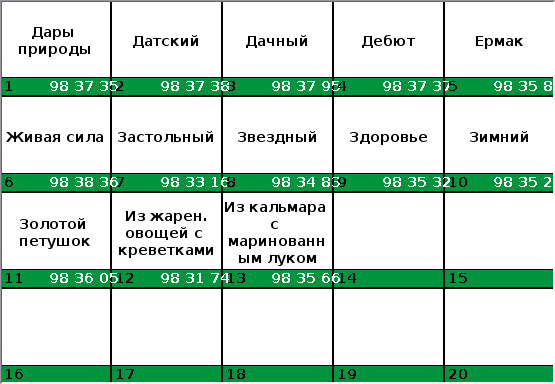 Дары
природы
Датский
Дачный
Дебют
Ермак
1 98 37 35
2 98 37 38
3 98 37 95
4 98 37 37
5 98 35 8
Живая сила
Застольный
Звездный
Здоровье
Зимний
6 98 38 36
7 98 33 16
8 98 34 85
9 98 35 32
10 98 35 2
Золотой
петушок
Из жарен.
овощей с
креветками
Из кальмара
с
маринованн
ым луком
11 98 36 05
12 98 31 74
13 98 35 66
14
15
16
17
18
19
20